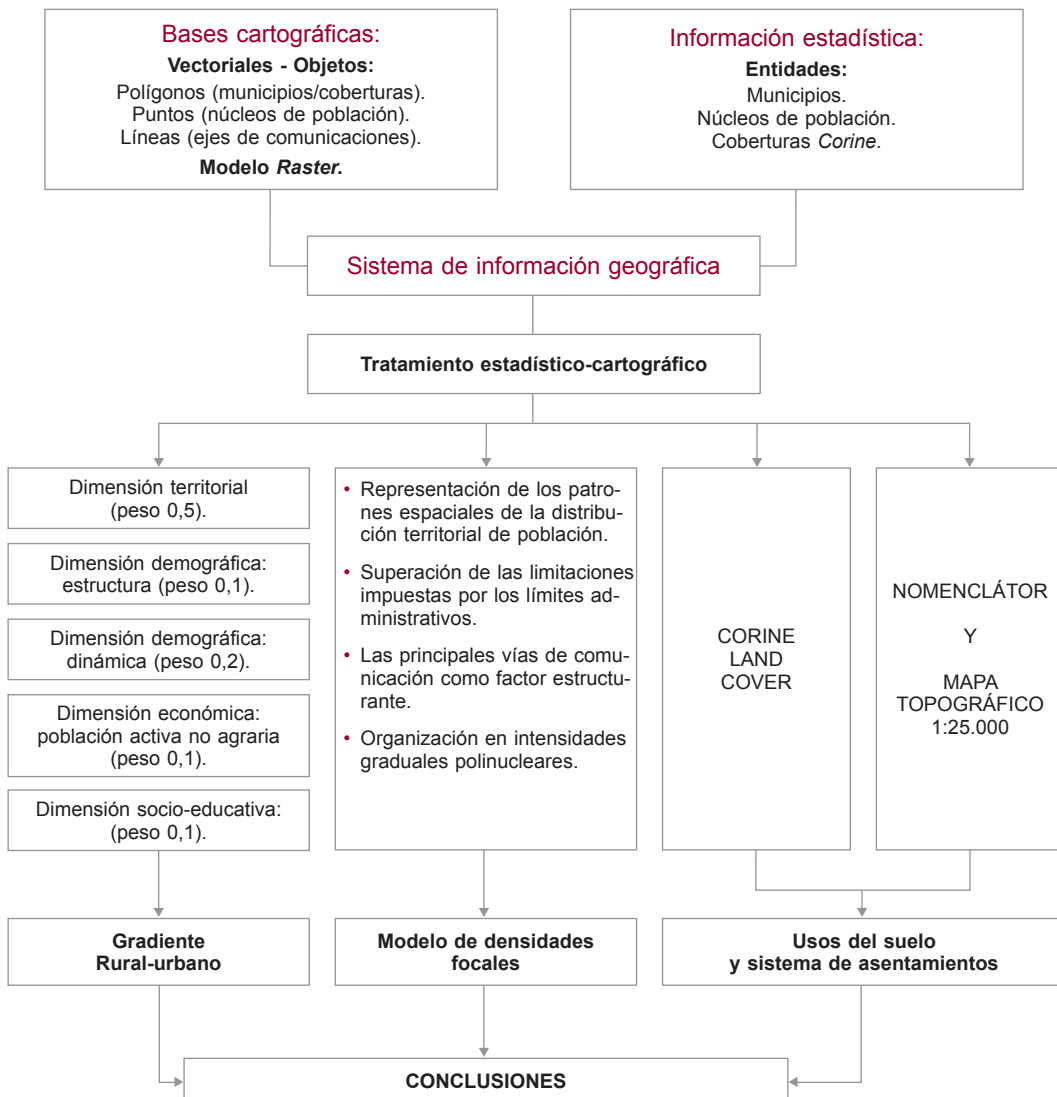 Bases cartográficas:
Vectoriales - Objetos:
Polígonos (municipios/coberturas).
Puntos (núcleos de población).
Líneas (ejes de comunicaciones).
Modelo Raster.
Información estadística:
Entidades:
Municipios.
Núcleos de población.
Coberturas Corine.
Sistema de información geográfica
Tratamiento estadístico-cartográfico
Dimensión territorial
(peso 0,5).
Dimensión demográfica:
estructura (peso 0,1).
Dimensión demográfica:
dinámica (peso 0,2).
Dimensión económica:
población activa no agraria
(peso 0,1).
Dimensión socio-educativa:
(peso 0,1).
• Representación de los patro-
nes espaciales de la distribu-
ción territorial de población.
• Superación de las limitaciones
impuestas por los límites ad-
ministrativos.
• Las principales vías de comu-
nicación como factor estructu-
rante.
• Organización en intensidades
graduales polinucleares.
CORINE
LAND
COVER
NOMENCLÁTOR
Y
MAPA
TOPOGRÁFICO
1:25.000
Gradiente
Rural-urbano
Modelo de densidades
focales
Usos del suelo
y sistema de asentamientos
CONCLUSIONES